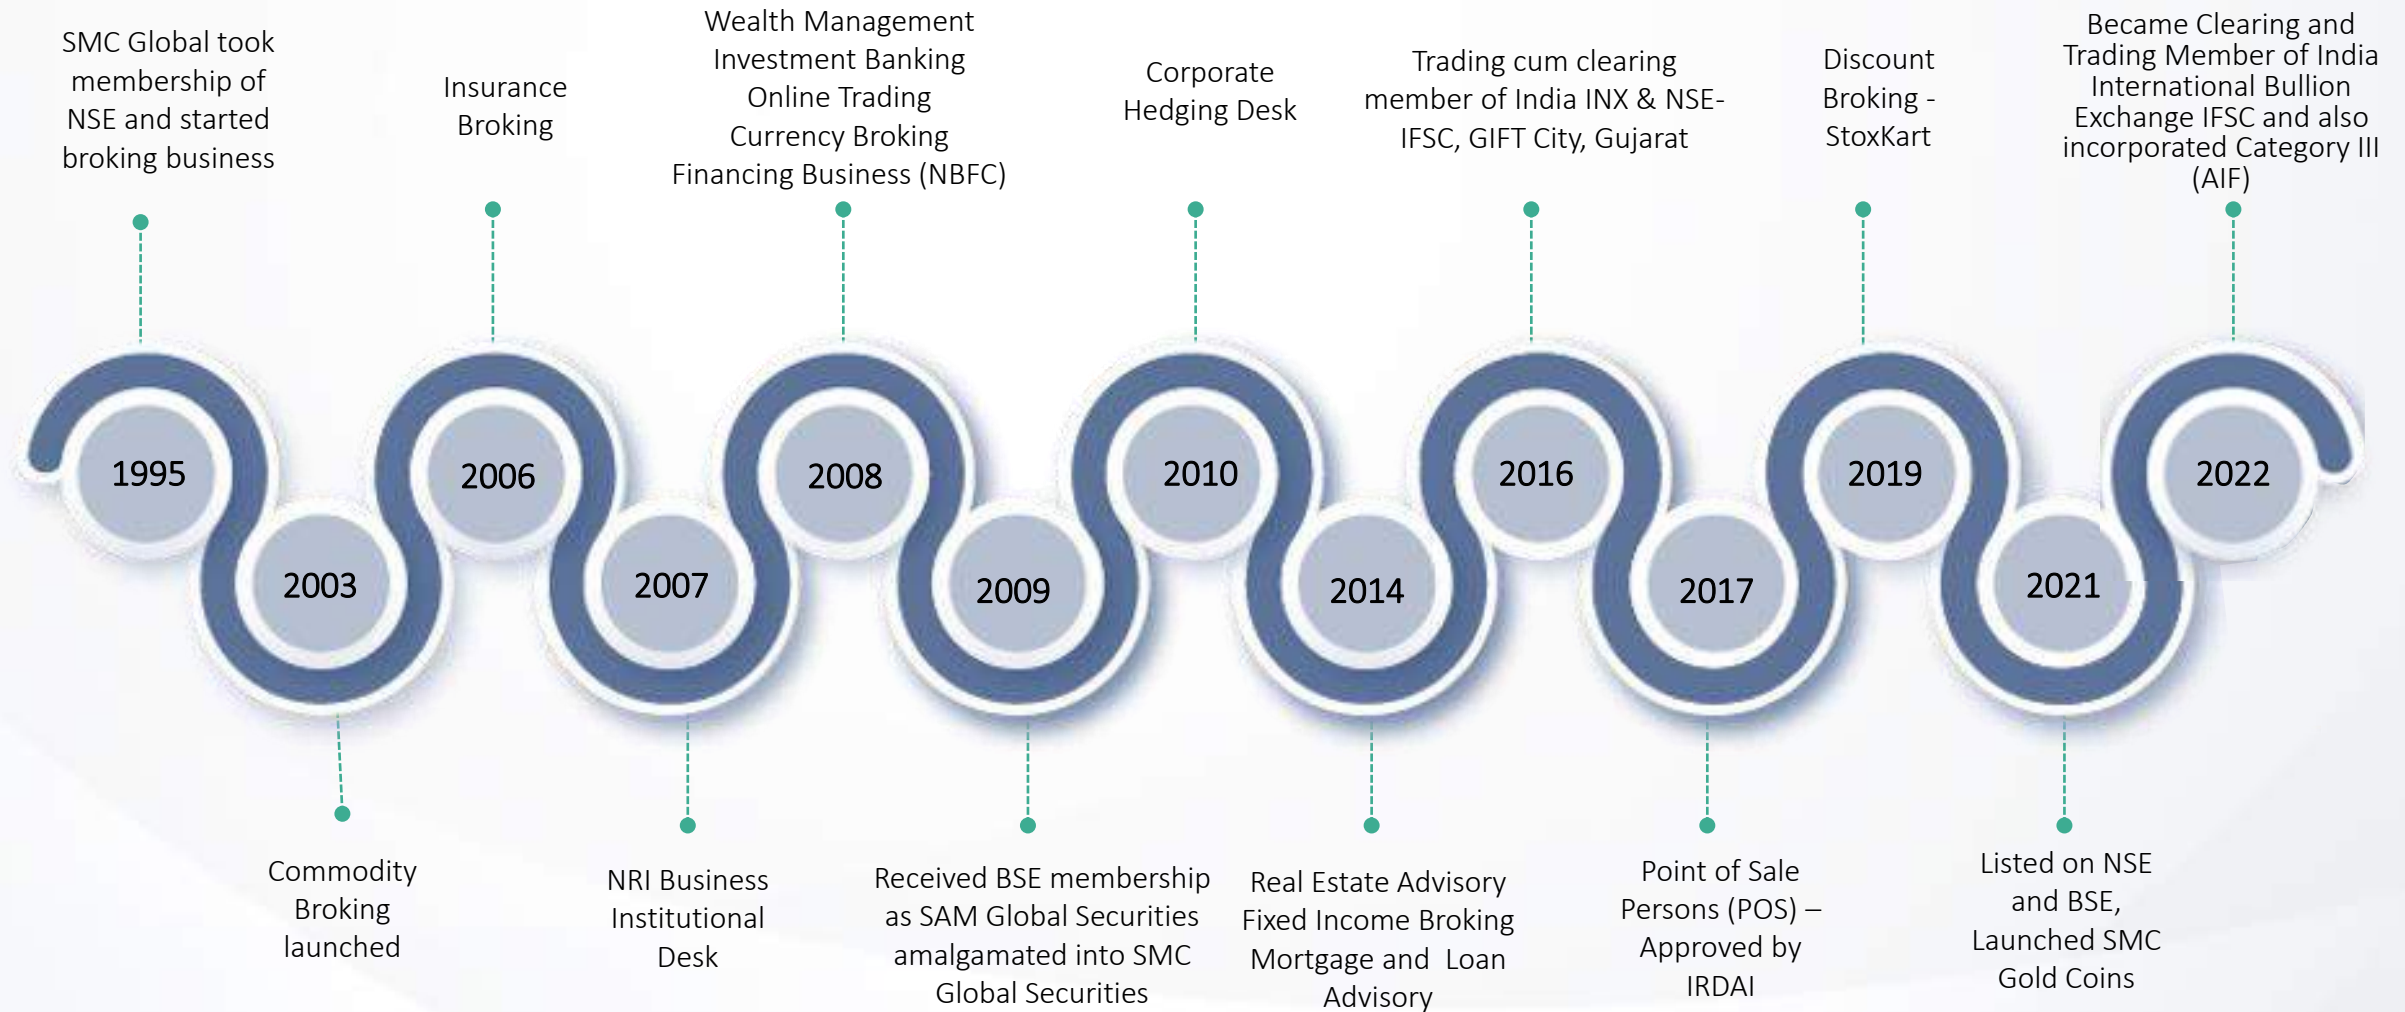 SMC Global took
membership of
NSE and started
broking business
Insurance
Broking
Wealth Management
Investment Banking
Online Trading
Currency Broking
Financing Business (NBFC)
Corporate
Hedging Desk
Trading cum clearing
member of India INX & NSE-
IFSC, GIFT City, Gujarat
Discount
Broking -
StoxKart
Became Clearing and
Trading Member of India
International Bullion
Exchange IFSC and also
incorporated Category III
(AIF)
1995
2003
2006
2007
2008
2009
2010
2014
2016
2017
2019
2021
2022
Commodity
Broking
launched
NRI Business
Institutional
Desk
Received BSE membership
as SAM Global Securities
amalgamated into SMC
Global Securities
Real Estate Advisory
Fixed Income Broking
Mortgage and  Loan
Advisory
Point of Sale
Persons (POS) –
Approved by
IRDAI
Listed on NSE
and BSE,
Launched SMC
Gold Coins